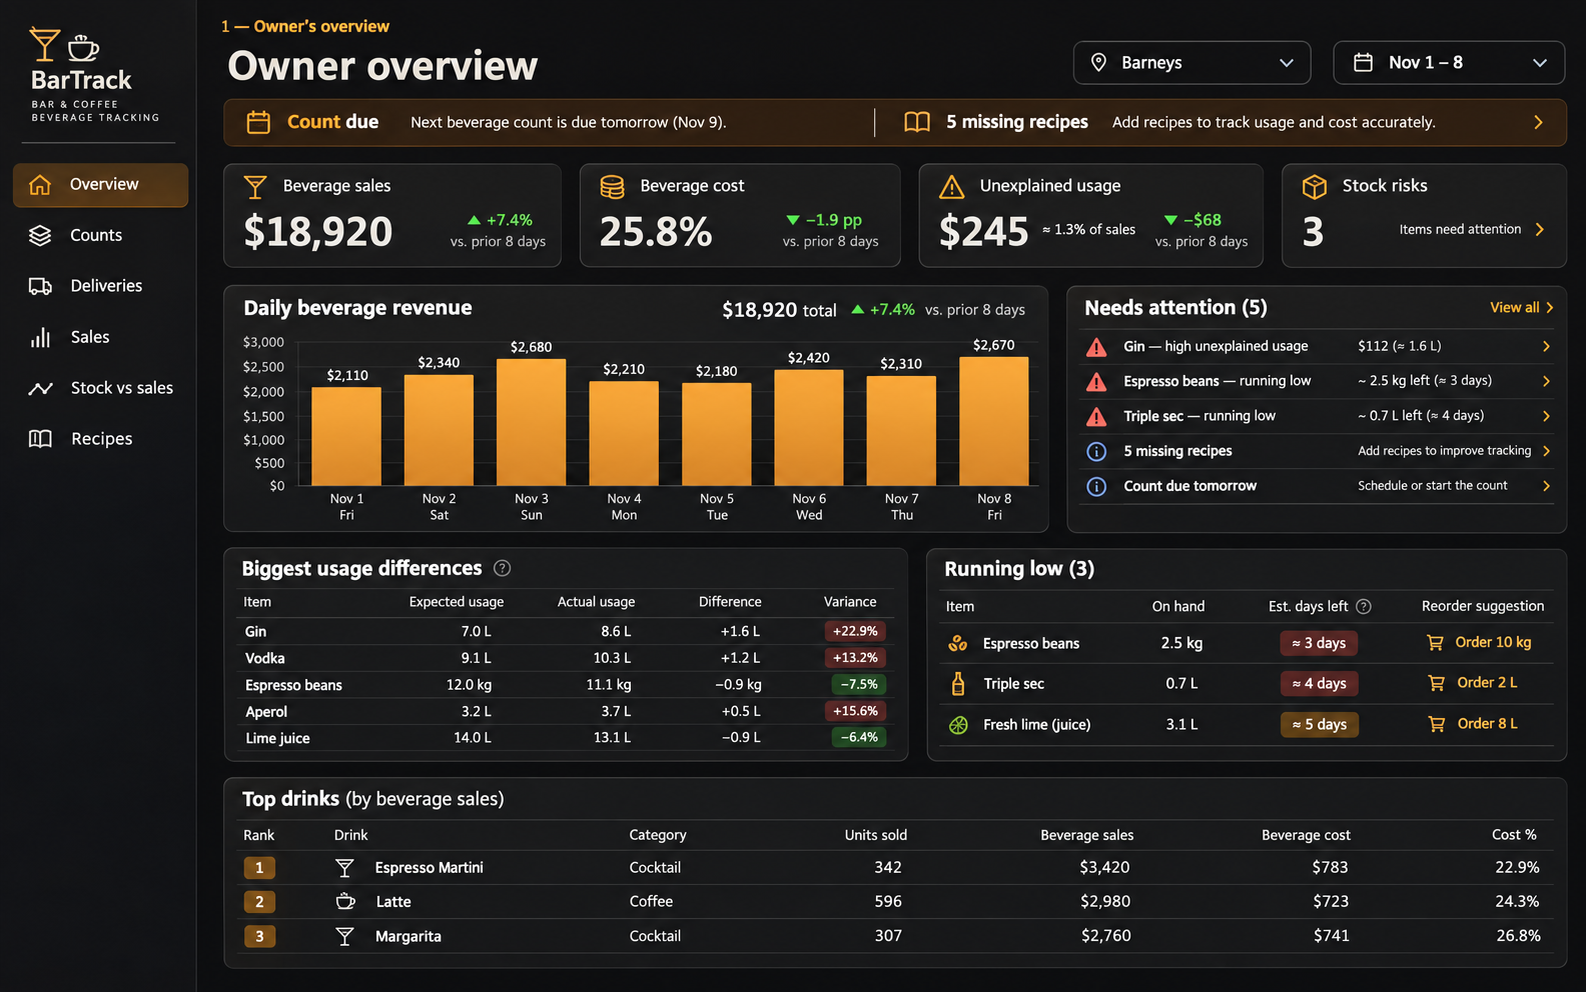 BarTrack
BAR & COFFEE
BEVERAGE TRACKING
Overview
Counts
Deliveries
Sales
Stock vs sales
Recipes
1 — Owner's overview
Owner overview
Barneys
Nov 1 – 8
Count due Next beverage count is due tomorrow (Nov 9).
5 missing recipes Add recipes to track usage and cost accurately.
Beverage sales
$18,920
▲ +7.4%
vs. prior 8 days
Beverage cost
25.8%
▼ −1.9 pp
vs. prior 8 days
Unexplained usage
$245 ≈ 1.3% of sales
▼ −$68
vs. prior 8 days
Stock risks
3 Items need attention
Daily beverage revenue
$18,920 total ▲ +7.4% vs. prior 8 days
$3,000
$2,500
$2,000
$1,500
$1,000
$500
$0
$2,110
$2,340
$2,680
$2,210
$2,180
$2,420
$2,310
$2,670
Nov 1 Nov 2 Nov 3 Nov 4 Nov 5 Nov 6 Nov 7 Nov 8
Fri Sat Sun Mon Tue Wed Thu Fri
Needs attention (5) View all
Gin — high unexplained usage $112 (≈ 1.6 L)
Espresso beans — running low ~ 2.5 kg left (≈ 3 days)
Triple sec — running low ~ 0.7 L left (≈ 4 days)
5 missing recipes Add recipes to improve tracking
Count due tomorrow Schedule or start the count
Biggest usage differences ?
Item Expected usage Actual usage Difference Variance
Gin 7.0 L 8.6 L +1.6 L +22.9%
Vodka 9.1 L 10.3 L +1.2 L +13.2%
Espresso beans 12.0 kg 11.1 kg −0.9 kg −7.5%
Aperol 3.2 L 3.7 L +0.5 L +15.6%
Lime juice 14.0 L 13.1 L −0.9 L −6.4%
Running low (3)
Item On hand Est. days left ? Reorder suggestion
Espresso beans 2.5 kg ≈ 3 days Order 10 kg
Triple sec 0.7 L ≈ 4 days Order 2 L
Fresh lime (juice) 3.1 L ≈ 5 days Order 8 L
Top drinks (by beverage sales)
Rank Drink Category Units sold Beverage sales Beverage cost Cost %
1 Espresso Martini Cocktail 342 $3,420 $783 22.9%
2 Latte Coffee 596 $2,980 $723 24.3%
3 Margarita Cocktail 307 $2,760 $741 26.8%